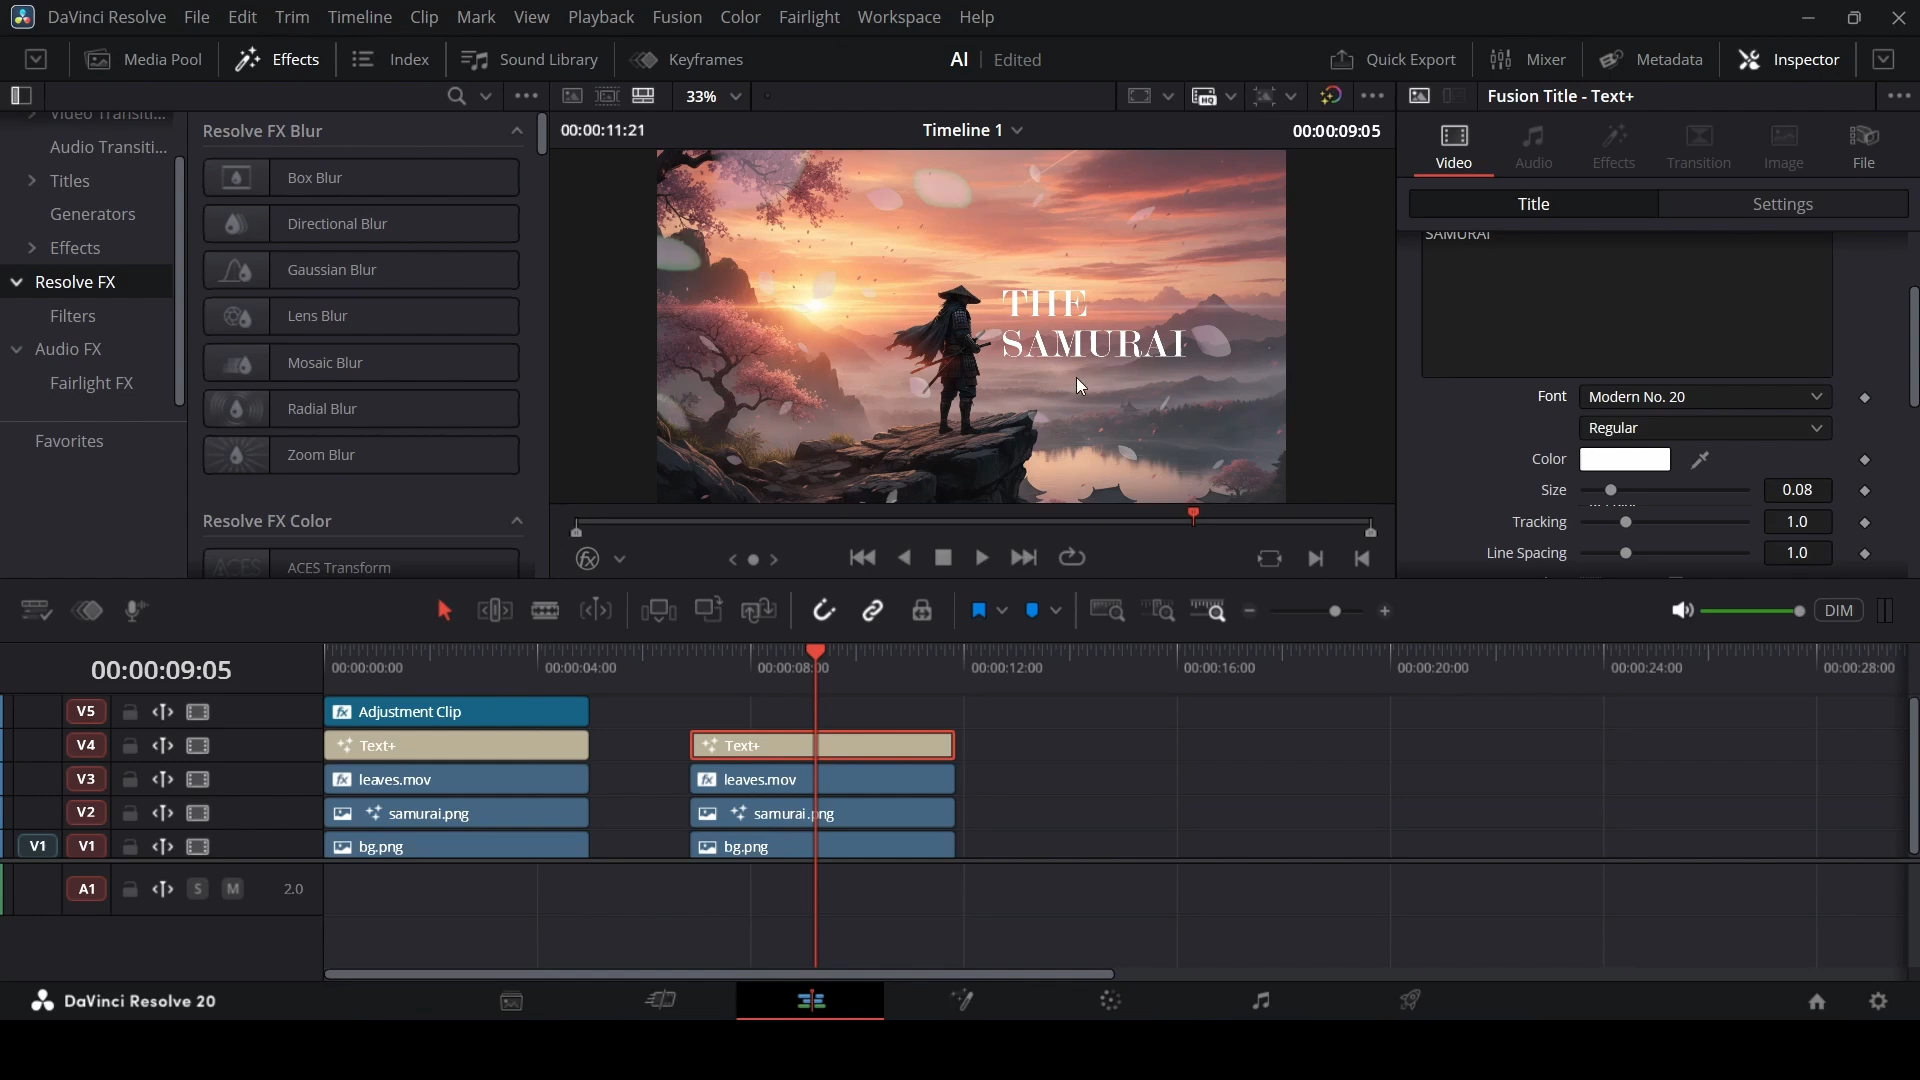 DaVinci Resolve File Edit Trim Timeline Clip Mark View Playback Fusion Color Fairlight Workspace Help
Media Pool Effects Index Sound Library Keyframes AI Edited Quick Export Mixer Metadata Inspector
33% HQ Fusion Title - Text+
Video Transiti...
Audio Transiti...
Titles
Generators
Effects
Resolve FX
Filters
Audio FX
Fairlight FX
Favorites
Resolve FX Blur
Box Blur
Directional Blur
Gaussian Blur
Lens Blur
Mosaic Blur
Radial Blur
Zoom Blur
Resolve FX Color
ACES ACES Transform
00:00:11:21 Timeline 1 00:00:09:05
THE
SAMURAI
Video Audio Effects Transition Image File
Title Settings
SAMURAI
Font Modern No. 20
Regular
Color
Size 0.08
Tracking 1.0
Line Spacing 1.0
DIM
00:00:09:05 00:00:00:00 00:00:04:00 00:00:08:00 00:00:12:00 00:00:16:00 00:00:20:00 00:00:24:00 00:00:28:00
V5 fx Adjustment Clip
V4 Text+ Text+
V3 fx leaves.mov fx leaves.mov
V2 samurai.png samurai.png
V1 V1 bg.png bg.png
A1 S M 2.0
DaVinci Resolve 20